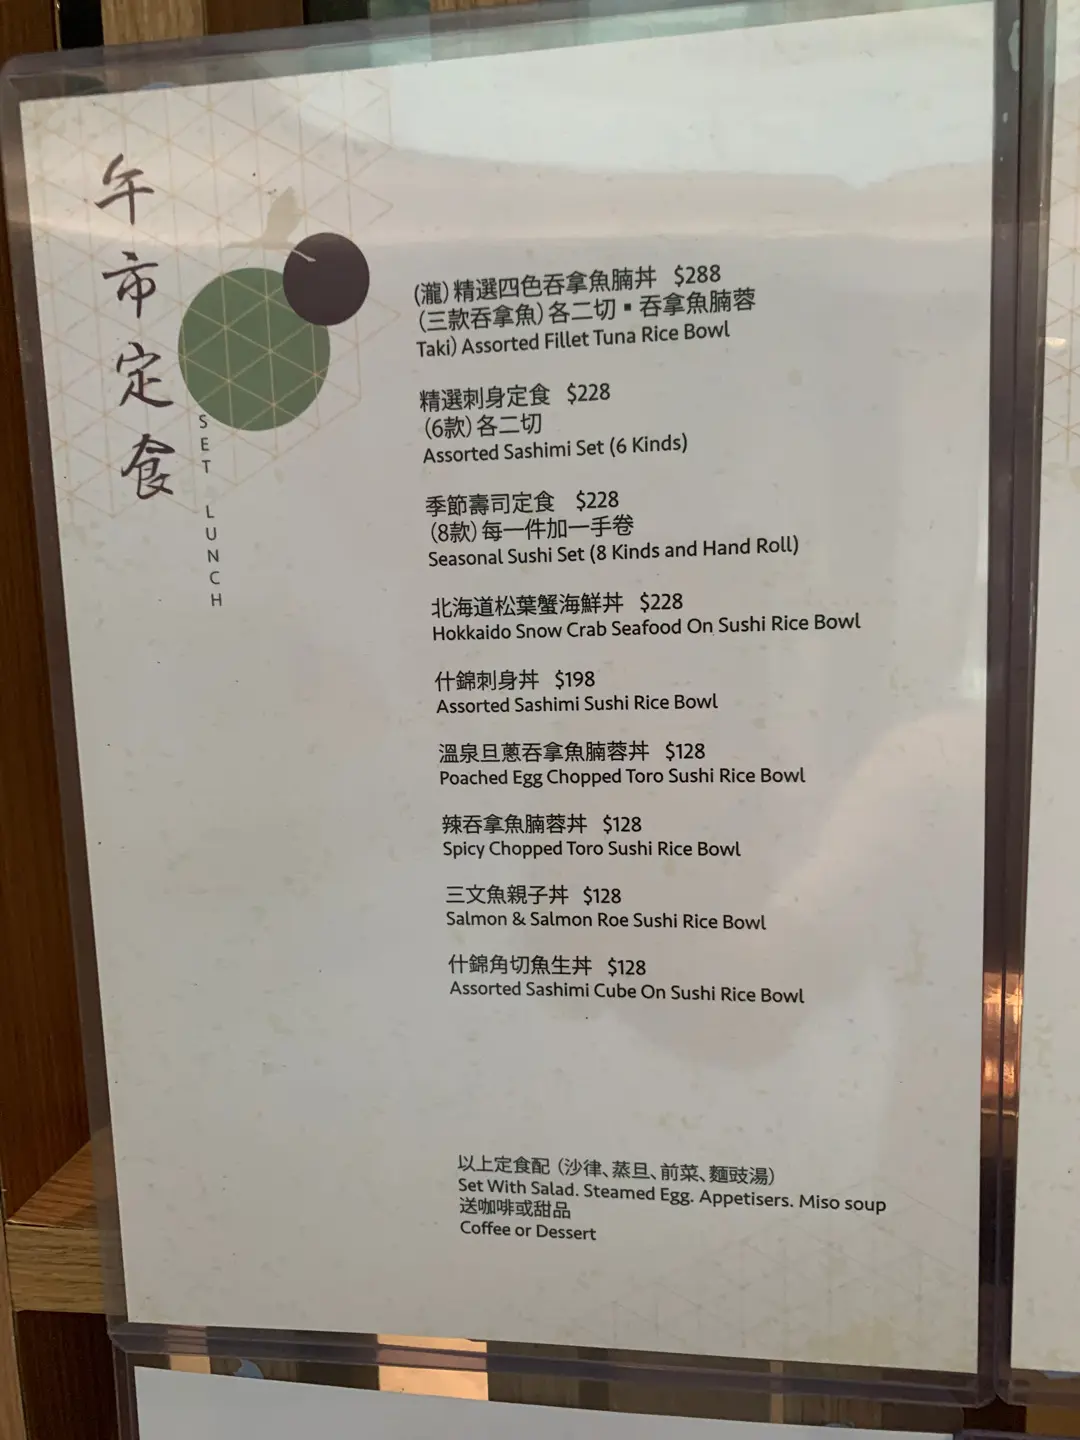 午市定食
SET LUNCH
(瀧)精選四色吞拿魚腩丼 $288
(三款吞拿魚)各二切▪吞拿魚腩蓉
Taki) Assorted Fillet Tuna Rice Bowl
精選刺身定食 $228
(6款)各二切
Assorted Sashimi Set (6 Kinds)
季節壽司定食 $228
(8款)每一件加一手卷
Seasonal Sushi Set (8 Kinds and Hand Roll)
北海道松葉蟹海鮮丼 $228
Hokkaido Snow Crab Seafood On Sushi Rice Bowl
什錦刺身丼 $198
Assorted Sashimi Sushi Rice Bowl
溫泉旦蔥吞拿魚腩蓉丼 $128
Poached Egg Chopped Toro Sushi Rice Bowl
辣吞拿魚腩蓉丼 $128
Spicy Chopped Toro Sushi Rice Bowl
三文魚親子丼 $128
Salmon & Salmon Roe Sushi Rice Bowl
什錦角切魚生丼 $128
Assorted Sashimi Cube On Sushi Rice Bowl
以上定食配 (沙律、蒸旦、前菜、麵豉湯)
Set With Salad. Steamed Egg. Appetisers. Miso soup
送咖啡或甜品
Coffee or Dessert